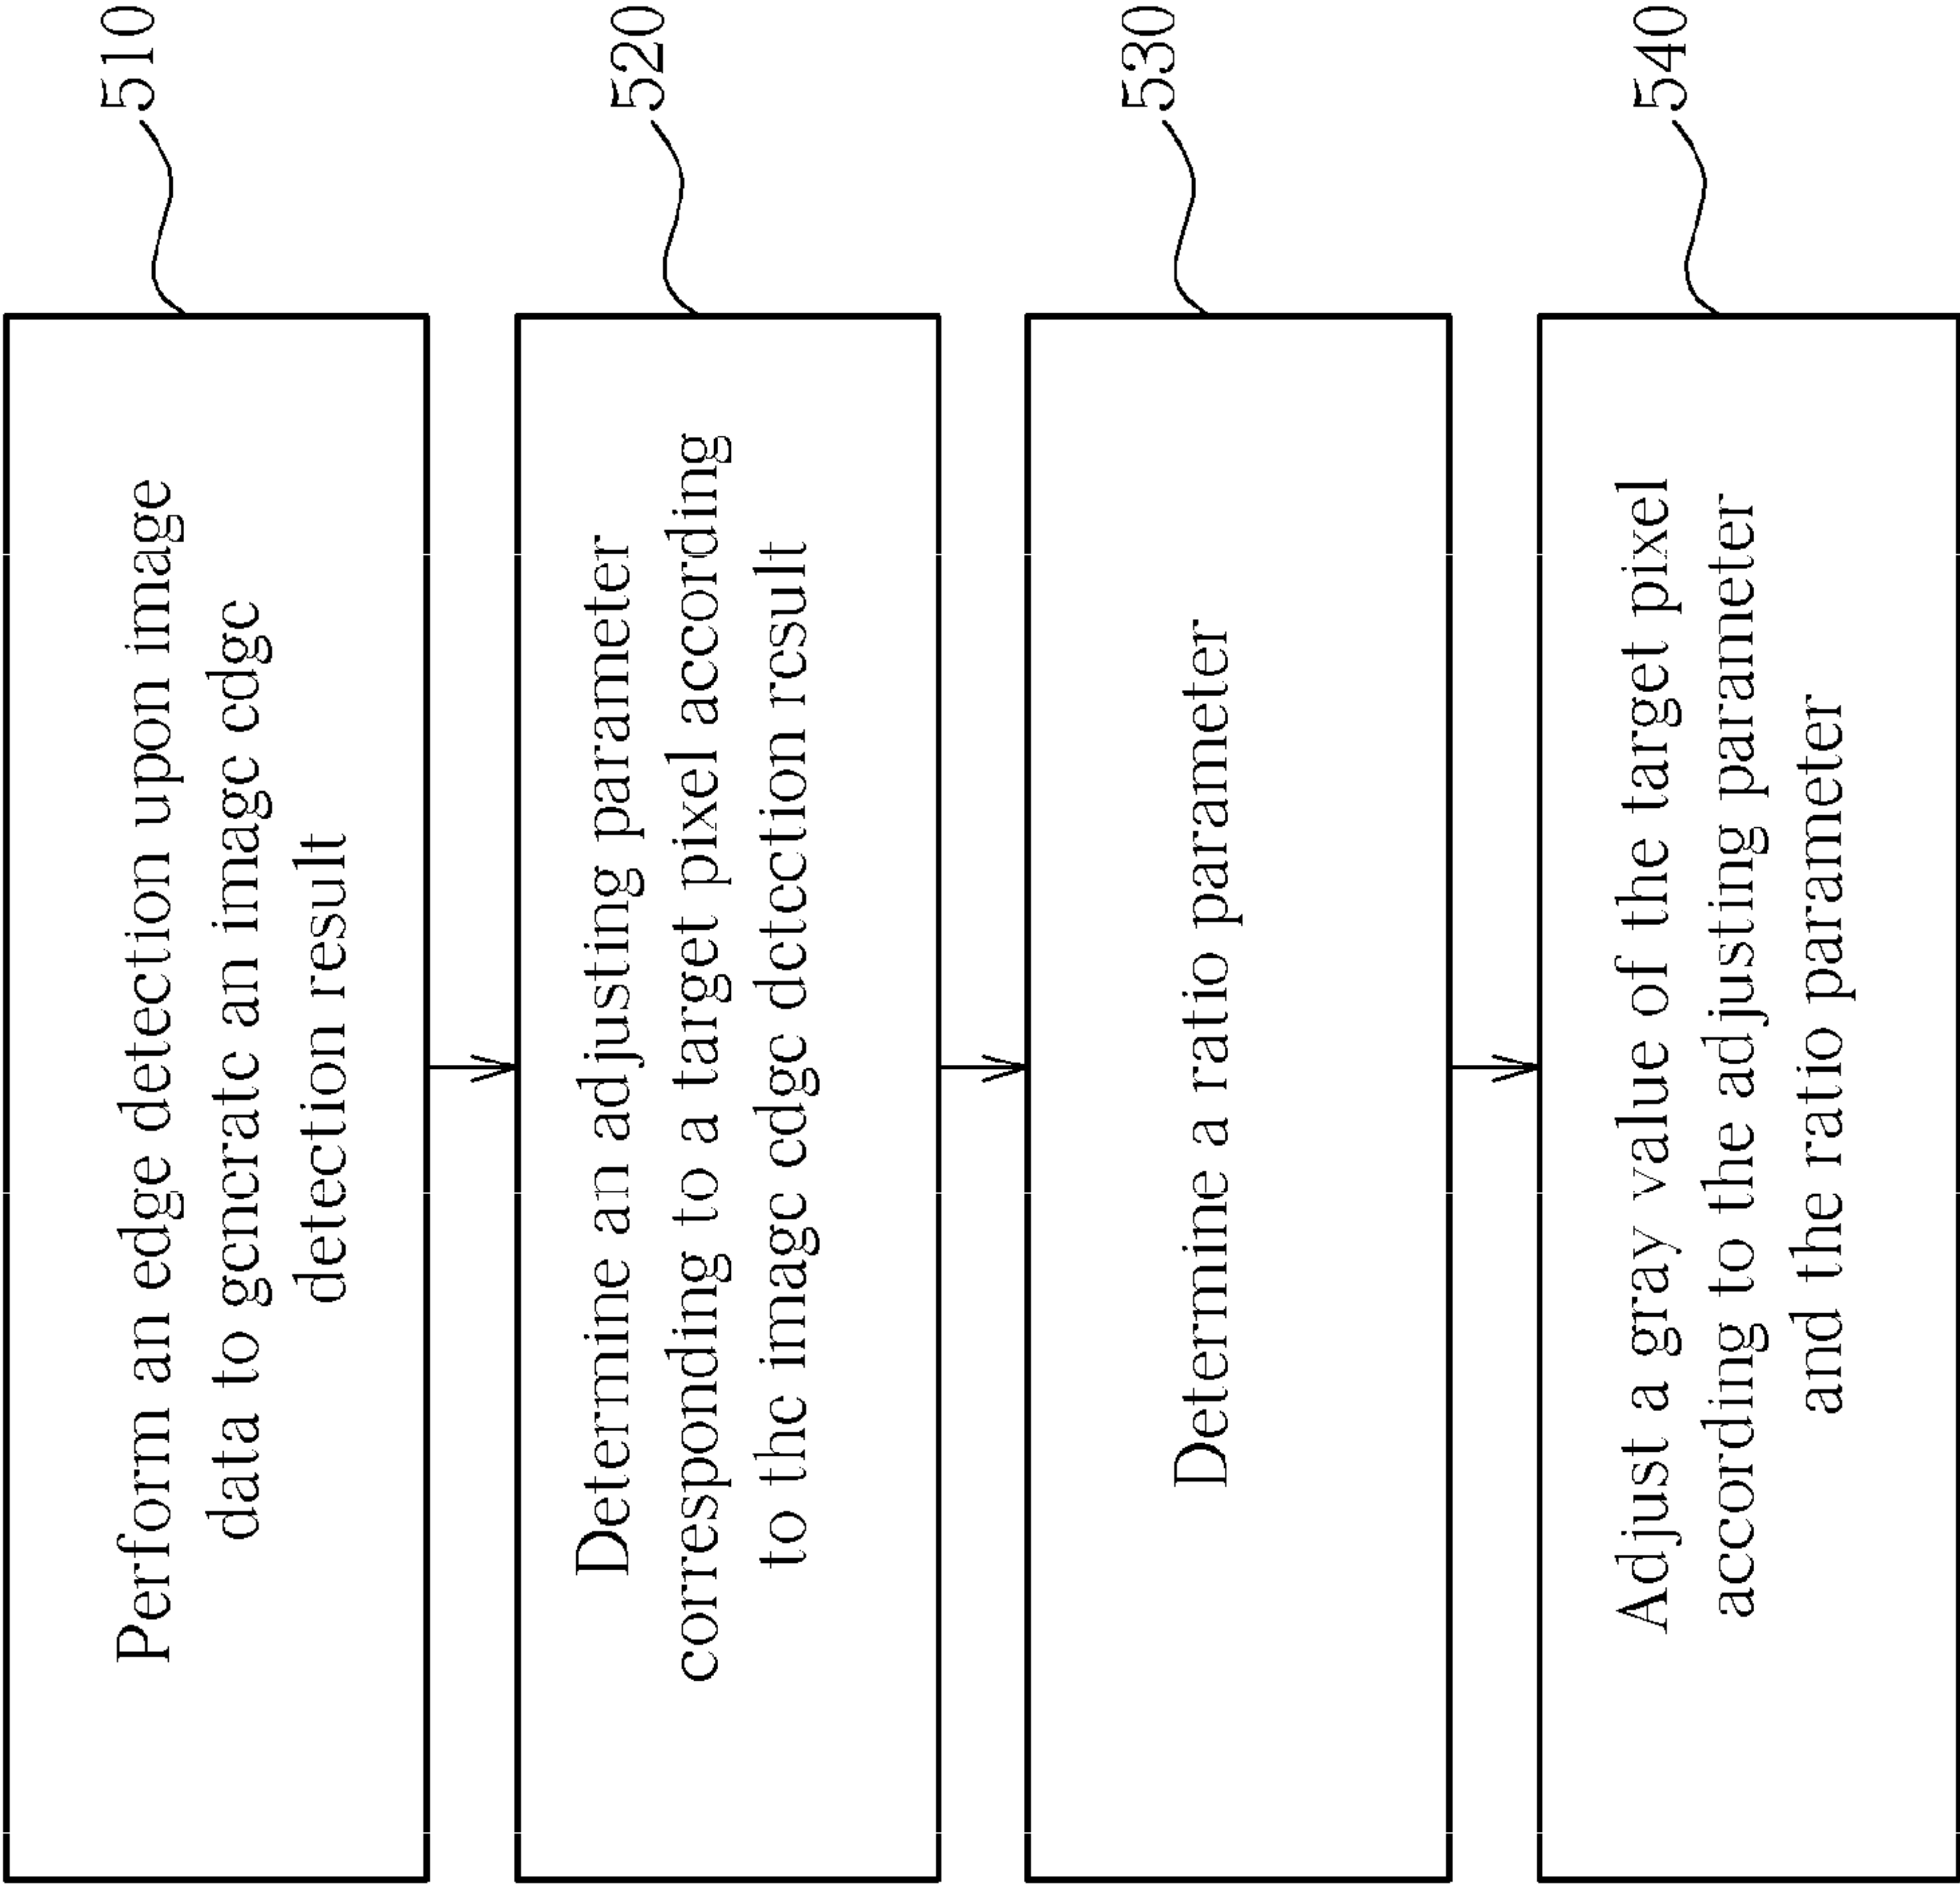 Perform an edge detection upon image
data to generate an image edge
detection result
510
Determine an adjusting parameter
corresponding to a target pixel according
to the image edge detection result
520
Determine a ratio parameter
530
Adjust a gray value of the target pixel
according to the adjusting parameter
and the ratio parameter
540